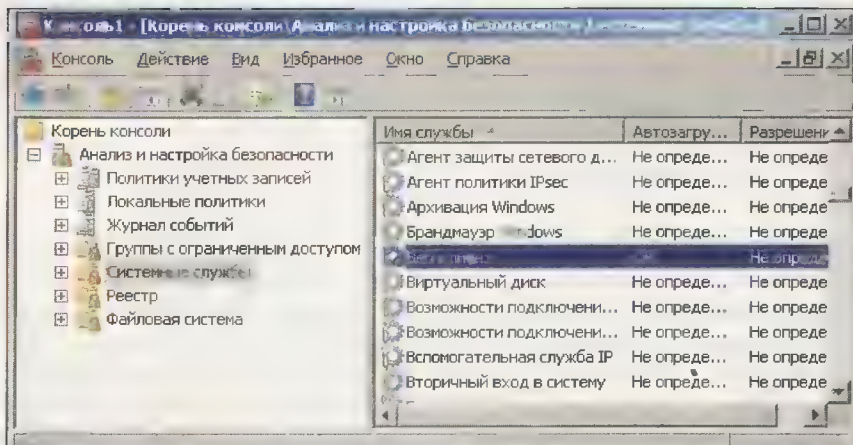 [Корень консоли\Анализ и настройка
Консоль Действие Вид Избранное Окно Справка
Корень консоли
Анализ и настройка безопасности
Политики учетных записей
Локальные политики
Журнал событий
Группы с ограниченным доступом
Системные службы
Реестр
Файловая система
Имя службы Автозагру... Разрешени
Агент защиты сетевого д... Не опреде... Не опреде
Агент политики IPsec Не опреде... Не опреде
Архивация Windows Не опреде... Не опреде
Брандмауэр Не опреде... Не опреде
Не опреде
Виртуальный диск Не опреде... Не опреде
Возможности подключени... Не опреде... Не опреде
Возможности подключени... Не опреде... Не опреде
Вспомогательная служба IP Не опреде... Не опреде
Вторичный вход в систему Не опреде... Не опреде